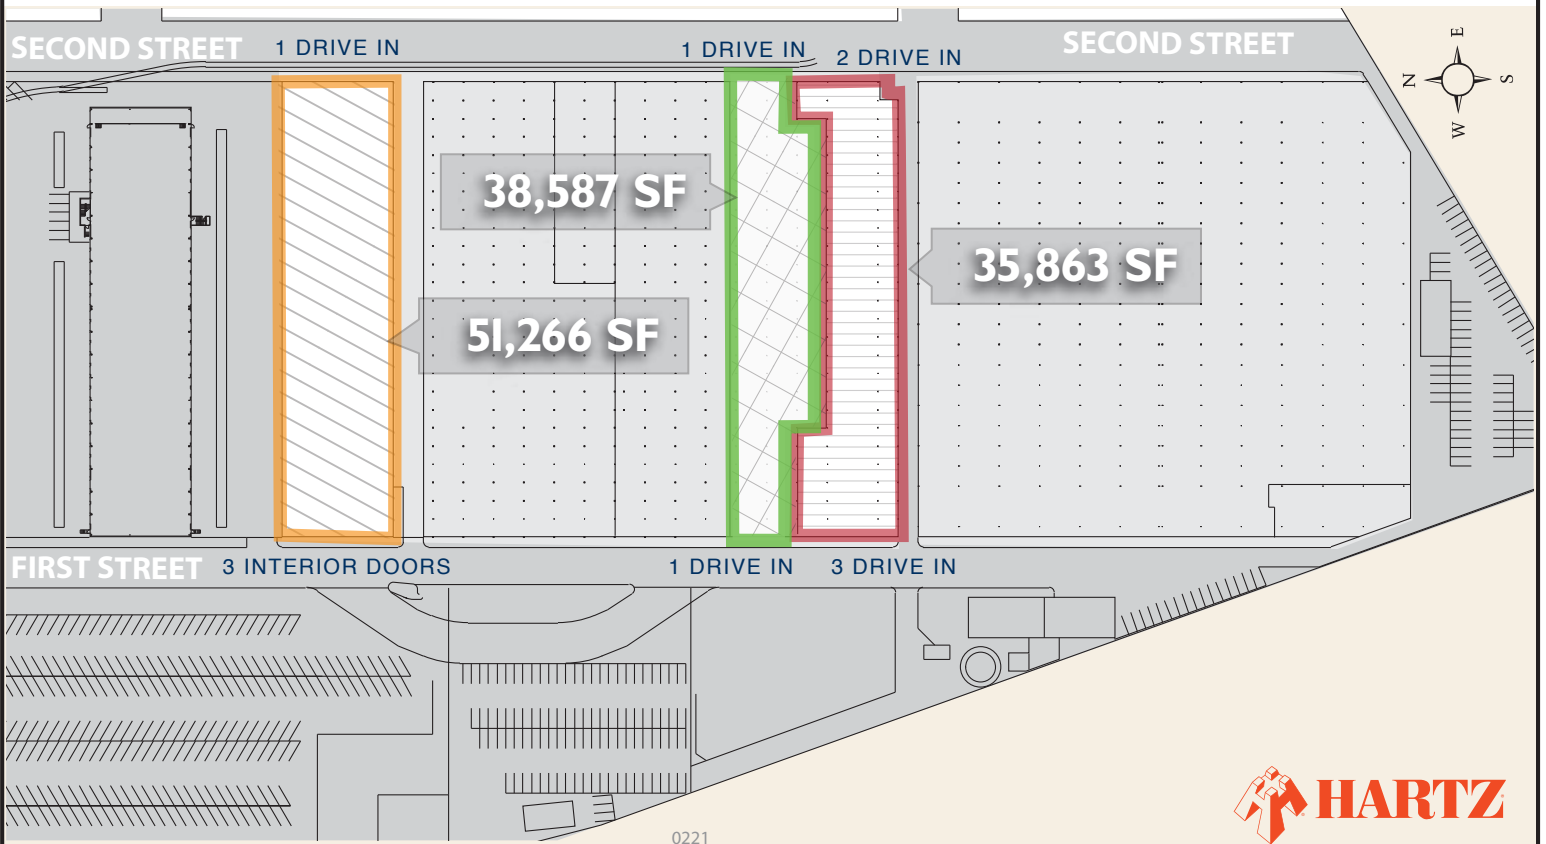 SECOND STREET
1 DRIVE IN
1 DRIVE IN
2 DRIVE IN
SECOND STREET
E
N
S
W
38,587 SF
35,863 SF
51,266 SF
FIRST STREET
3 INTERIOR DOORS
1 DRIVE IN
3 DRIVE IN
HARTZ
0221